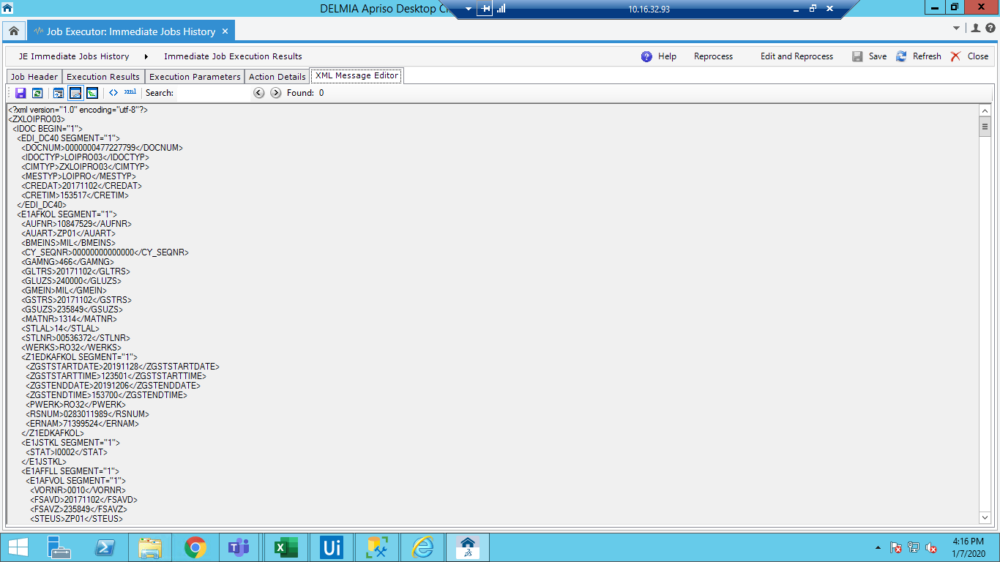 DELMIA Apriso Desktop Cl
10.16.32.93
Job Executor: Immediate Jobs History
JE Immediate Jobs History Immediate Job Execution Results Help Reprocess Edit and Reprocess Save Refresh Close
Job Header Execution Results Execution Parameters Action Details XML Message Editor
<> xml Search: Found: 0
<?xml version="1.0" encoding="utf-8"?>
<ZXLOIPRO03>
<IDOC BEGIN="1">
<EDI_DC40 SEGMENT="1">
<DOCNUM>0000000477227799</DOCNUM>
<IDOCTYP>LOIPRO03</IDOCTYP>
<CIMTYP>ZXLOIPRO03</CIMTYP>
<MESTYP>LOIPRO</MESTYP>
<CREDAT>20171102</CREDAT>
<CRETIM>153517</CRETIM>
</EDI_DC40>
<E1AFKOL SEGMENT="1">
<AUFNR>10847529</AUFNR>
<AUART>ZP01</AUART>
<BMEINS>MIL</BMEINS>
<CY_SEQNR>00000000000000</CY_SEQNR>
<GAMNG>466</GAMNG>
<GLTRS>20171102</GLTRS>
<GLUZS>240000</GLUZS>
<GMEIN>MIL</GMEIN>
<GSTRS>20171102</GSTRS>
<GSUZS>235849</GSUZS>
<MATNR>1314</MATNR>
<STLAL>14</STLAL>
<STLNR>00536372</STLNR>
<WERKS>RO32</WERKS>
<Z1EDKAFKOL SEGMENT="1">
<ZGSTSTARTDATE>20191128</ZGSTSTARTDATE>
<ZGSTSTARTTIME>123501</ZGSTSTARTTIME>
<ZGSTENDDATE>20191206</ZGSTENDDATE>
<ZGSTENDTIME>153700</ZGSTENDTIME>
<PWERK>RO32</PWERK>
<RSNUM>0283011989</RSNUM>
<ERNAM>71399524</ERNAM>
</Z1EDKAFKOL>
<E1JSTKL SEGMENT="1">
<STAT>I0002</STAT>
</E1JSTKL>
<E1AFFLL SEGMENT="1">
<E1AFVOL SEGMENT="1">
<VORNR>0010</VORNR>
<FSAVD>20171102</FSAVD>
<FSAVZ>235849</FSAVZ>
<STEUS>ZP01</STEUS>
Ui
4:16 PM
1/7/2020